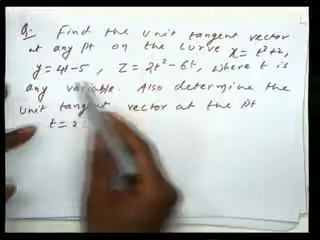 Q. Find the unit tangent vector
at any pt on the curve x = t²+2,
y = 4t-5, z = 2t²-6t, where t is
any variable. Also determine the
unit tangent vector at the pt
t=2